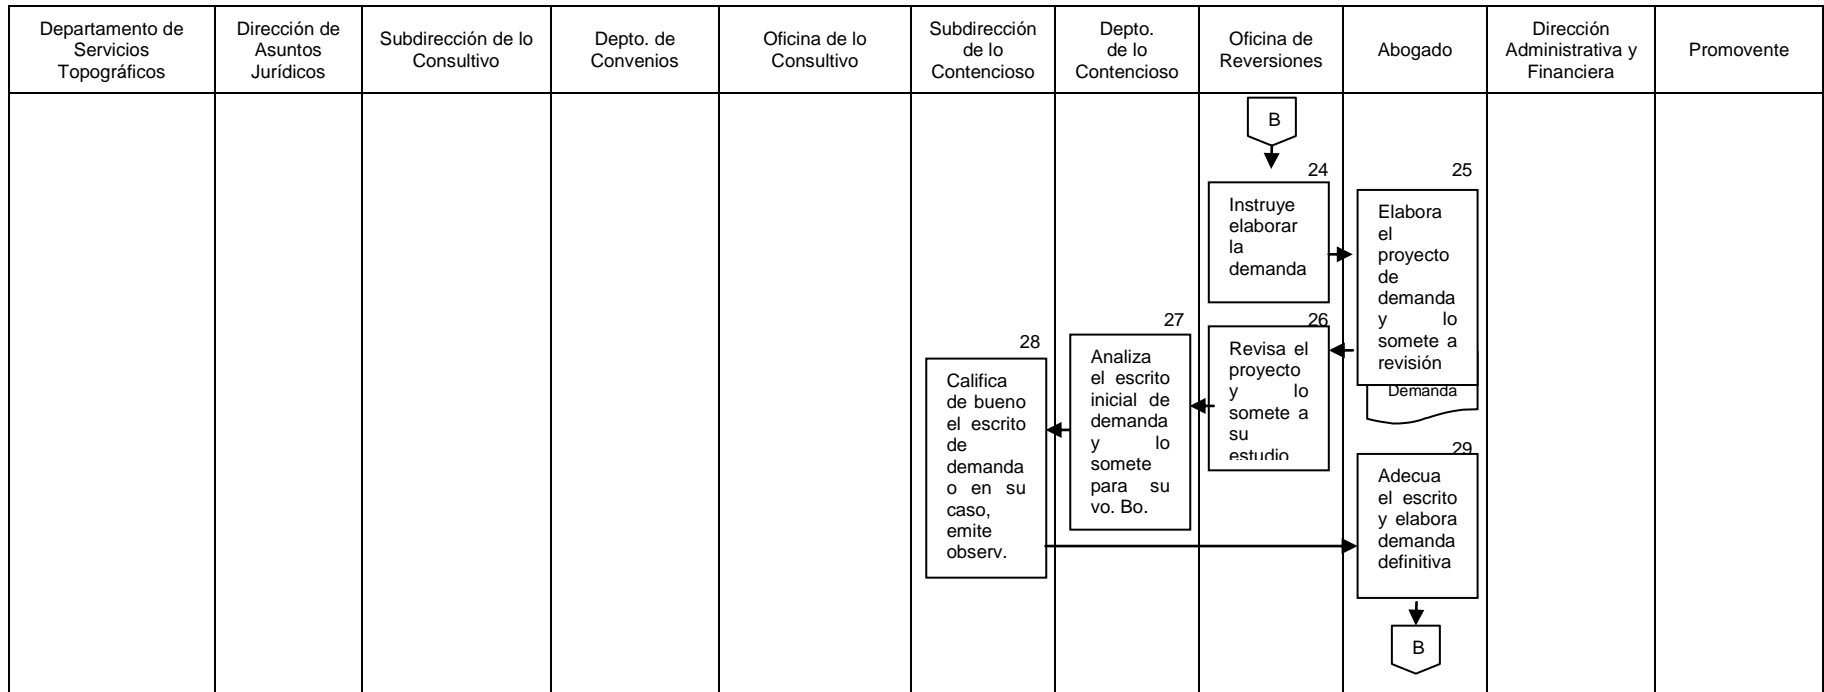 Departamento de
Servicios
Topográficos
Dirección de
Asuntos
Jurídicos
Subdirección de lo
Consultivo
Depto. de
Convenios
Oficina de lo
Consultivo
Subdirección
de lo
Contencioso
Depto.
de lo
Contencioso
Oficina de
Reversiones
Abogado
Dirección
Administrativa y
Financiera
Promovente
B
24
Instruye
elaborar
la
demanda
25
Elabora
el
proyecto
de
demanda
y lo
somete a
revisión
Demanda
26
Revisa el
proyecto
y lo
somete a
su
estudio
27
Analiza
el escrito
inicial de
demanda
y lo
somete
para su
vo. Bo.
28
Califica
de bueno
el escrito
de
demanda
o en su
caso,
emite
observ.
29
Adecua
el escrito
y elabora
demanda
definitiva
B